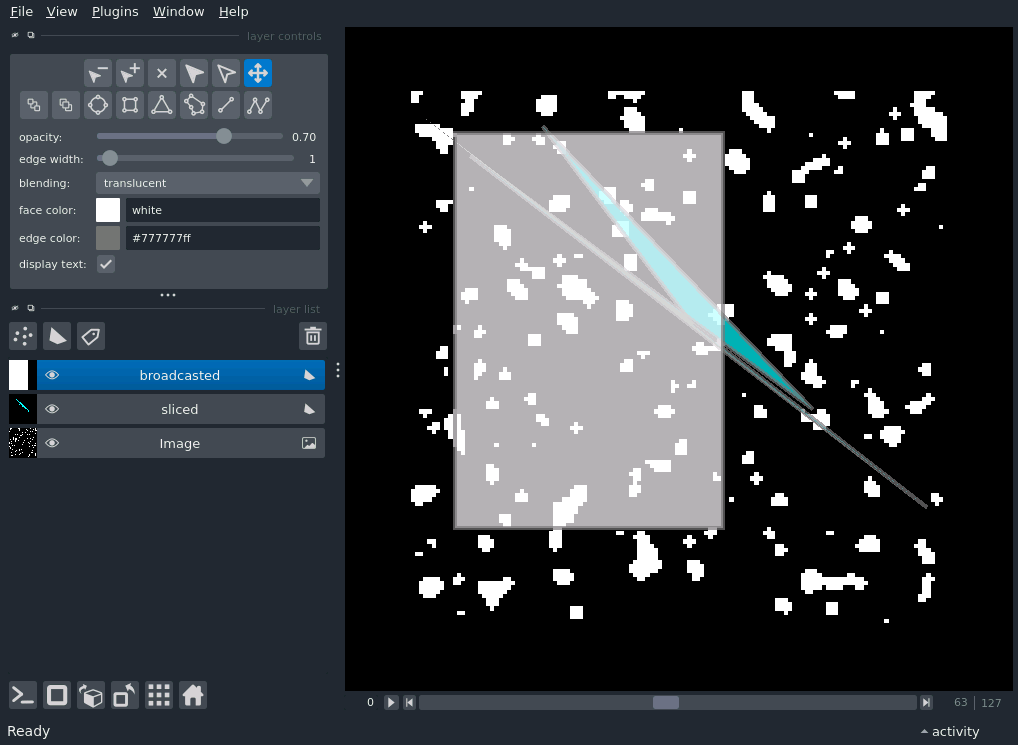 File View Plugins Window Help
layer controls
opacity: 0.70
edge width: 1
blending: translucent
face color: white
edge color: #777777ff
display text:
layer list
broadcasted
sliced
Image
0 63 | 127
Ready activity